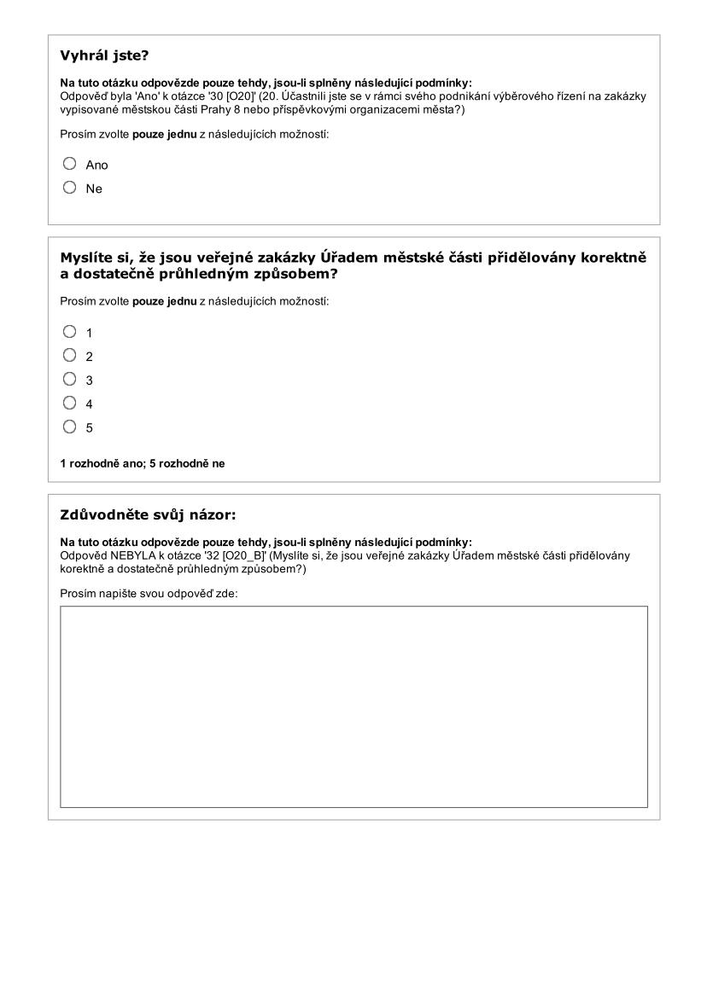 Vyhrál jste?
Na tuto otázku odpovězde pouze tehdy, jsou-li splněny následující podmínky:
Odpověď byla 'Ano' k otázce '30 [O20]' (20. Účastnili jste se v rámci svého podnikání výběrového řízení na zakázky
vypisované městskou části Prahy 8 nebo příspěvkovými organizacemi města?)
Prosím zvolte pouze jednu z následujících možností:
Ano
Ne
Myslíte si, že jsou veřejné zakázky Úřadem městské části přidělovány korektně
a dostatečně průhledným způsobem?
Prosím zvolte pouze jednu z následujících možností:
1
2
3
4
5
1 rozhodně ano; 5 rozhodně ne
Zdůvodněte svůj názor:
Na tuto otázku odpovězde pouze tehdy, jsou-li splněny následující podmínky:
Odpověd NEBYLA k otázce '32 [O20_B]' (Myslíte si, že jsou veřejné zakázky Úřadem městské části přidělovány
korektně a dostatečně průhledným způsobem?)
Prosím napište svou odpověď zde: